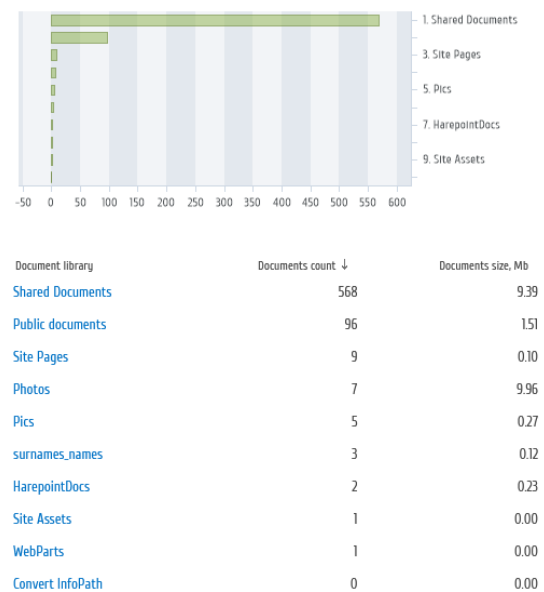 1. Shared Documents
3. Site Pages
5. Pics
7. HarepointDocs
9. Site Assets
-50 0 50 100 150 200 250 300 350 400 450 500 550 600
Document library Documents count ↓ Documents size, Mb
Shared Documents 568 9.39
Public documents 96 1.51
Site Pages 9 0.10
Photos 7 9.96
Pics 5 0.27
surnames_names 3 0.12
HarepointDocs 2 0.23
Site Assets 1 0.00
WebParts 1 0.00
Convert InfoPath 0 0.00